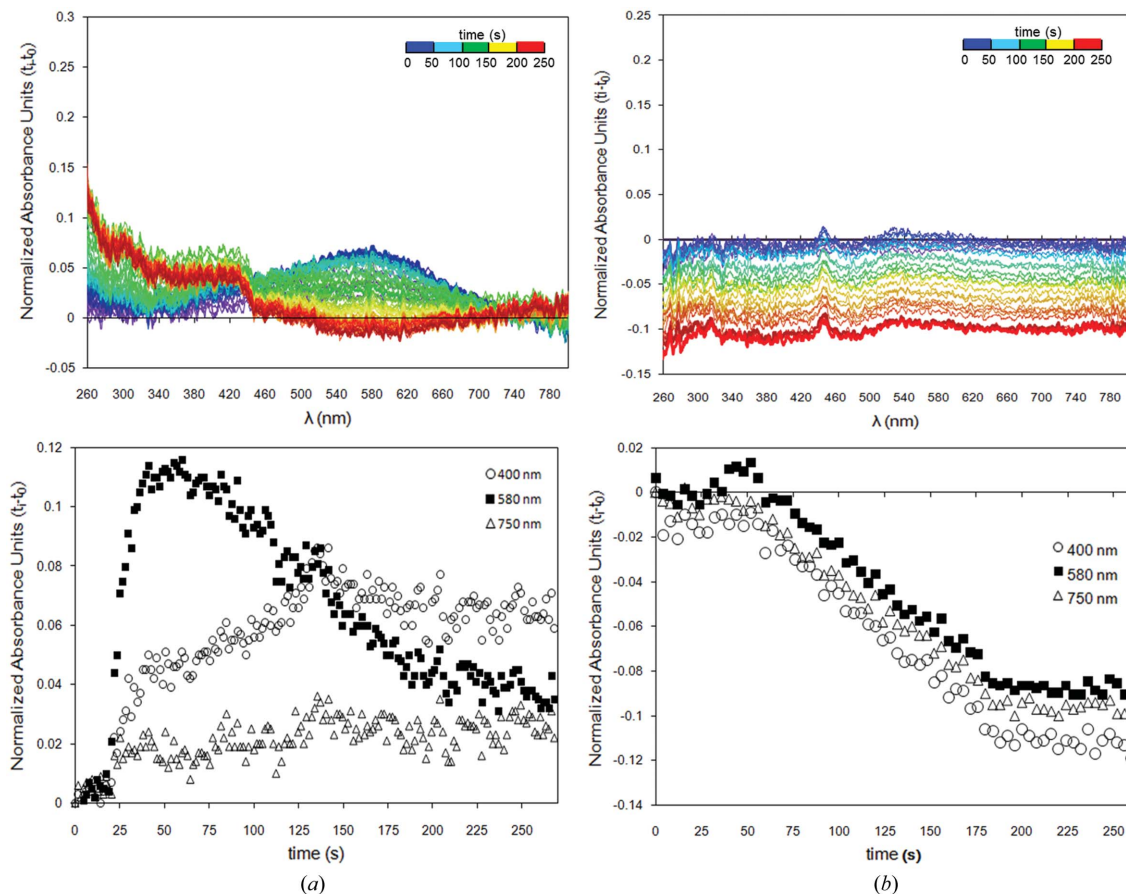 0.3
0.25
0.2
0.15
0.1
0.05
0
-0.05
Normalized Absorbance Units (ti-t0)
time (s)
0 50 100 150 200 250
260 300 340 380 420 460 500 540 580 620 660 700 740 780
λ (nm)
0.25
0.2
0.15
0.1
0.05
0
-0.05
-0.1
-0.15
Normalized Absorbance Units (ti-t0)
time (s)
0 50 100 150 200 250
260 300 340 380 420 460 500 540 580 620 660 700 740 780
λ (nm)
0.12
0.1
0.08
0.06
0.04
0.02
0
Normalized Absorbance Units (ti-t0)
400 nm
580 nm
750 nm
0 25 50 75 100 125 150 175 200 225 250
time (s)
(a)
0.02
0
-0.02
-0.04
-0.06
-0.08
-0.1
-0.12
-0.14
Normalized Absorbance Units (ti-t0)
400 nm
580 nm
750 nm
0 25 50 75 100 125 150 175 200 225 250
time (s)
(b)